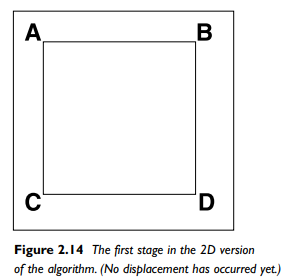 A B
C D
Figure 2.14 The first stage in the 2D version
of the algorithm. (No displacement has occurred yet.)